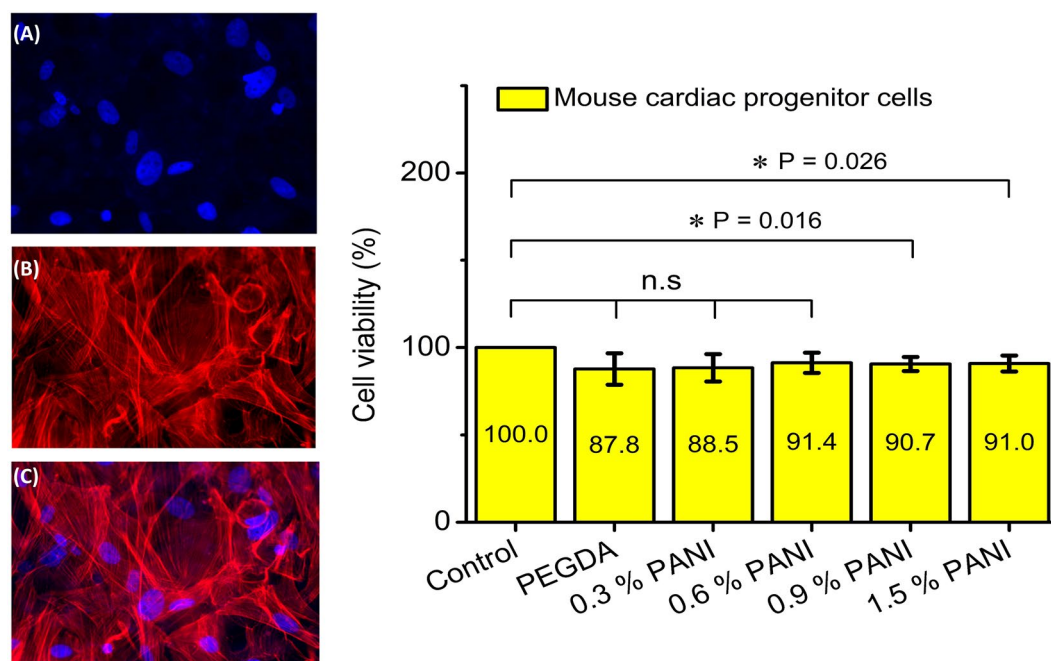 (A)
(B)
(C)
Mouse cardiac progenitor cells
* P = 0.026
* P = 0.016
n.s
Cell viability (%)
200
100
0
100.0
87.8
88.5
91.4
90.7
91.0
Control
PEGDA
0.3 % PANI
0.6 % PANI
0.9 % PANI
1.5 % PANI